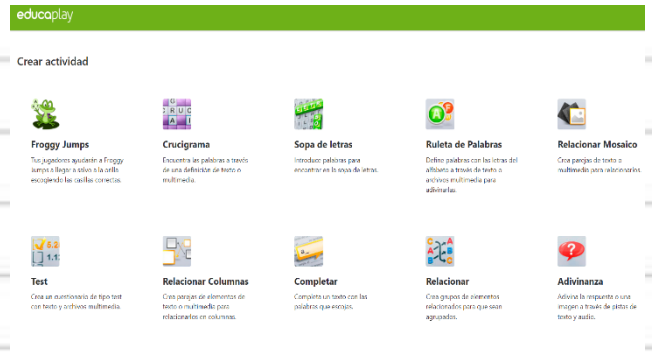 educaplay
Crear actividad
Froggy Jumps
Tus jugadores ayudarán a Froggy
Jumps a llegar a salvo a la orilla
escogiendo las casillas correctas.
Crucigrama
Encuentra las palabras a través
de una definición de texto o
multimedia.
Sopa de letras
Introduce palabras para
encontrar en la sopa de letras.
Ruleta de Palabras
Define palabras con las letras del
alfabeto a través de texto o
archivos multimedia para
adivinarlas.
Relacionar Mosaico
Crea parejas de texto o
multimedia para relacionarlos.
Test
Crea un cuestionario de tipo test
con texto y archivos multimedia.
Relacionar Columnas
Crea parejas de elementos de
texto o multimedia para
relacionarlos en columnas.
Completar
Completa un texto con las
palabras que escojas.
Relacionar
Crea grupos de elementos
relacionados para que sean
agrupados.
Adivinanza
Adivina la respuesta o una
imagen a través de pistas de
texto y audio.